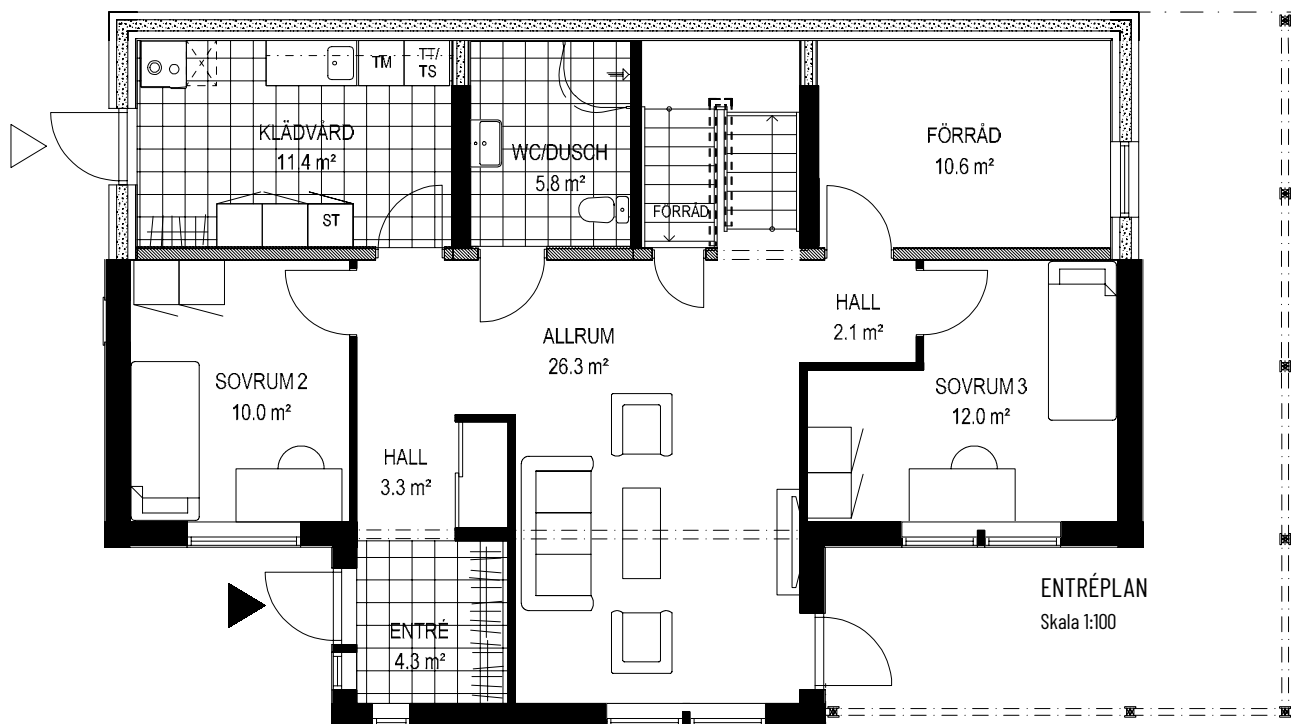 TM
TT/
TS
KLÄDVÅRD
11.4 m²
ST
WC/DUSCH
5.8 m²
FÖRRÅD
FÖRRÅD
10.6 m²
HALL
2.1 m²
ALLRUM
26.3 m²
SOVRUM 2
10.0 m²
SOVRUM 3
12.0 m²
HALL
3.3 m²
ENTRÉ
4.3 m²
ENTRÉPLAN
Skala 1:100